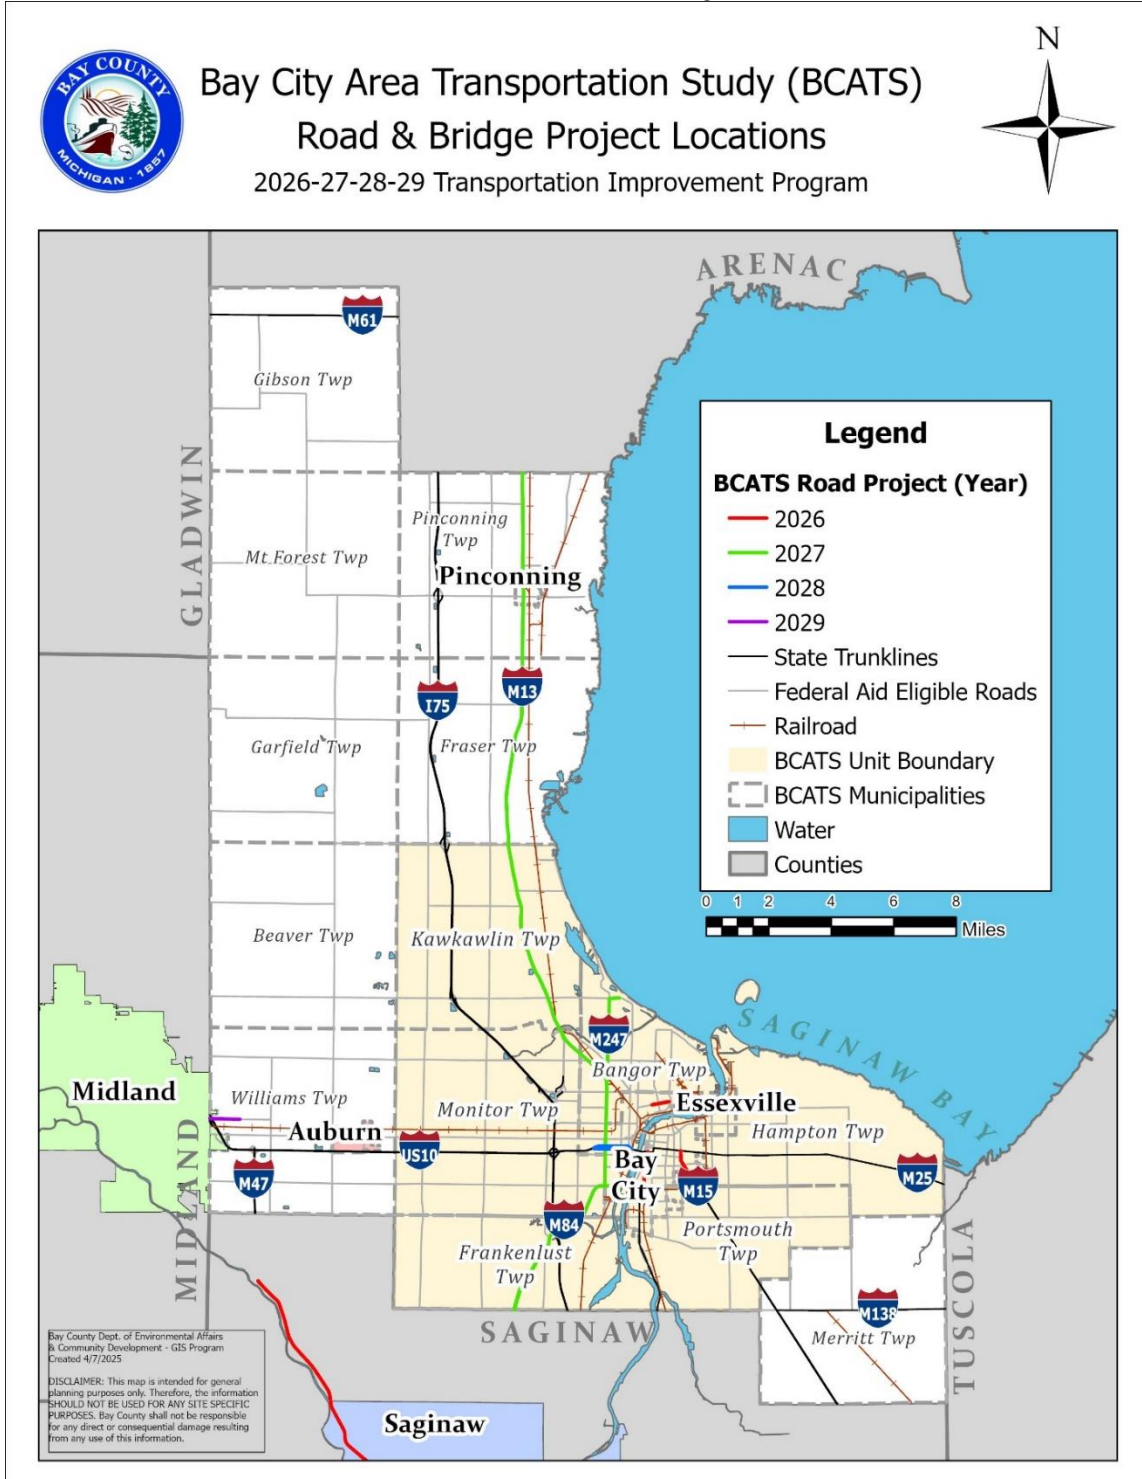 BAY COUNTY
MICHIGAN · 1857
Bay City Area Transportation Study (BCATS)
Road & Bridge Project Locations
2026-27-28-29 Transportation Improvement Program
N
ARENAC
M61
Gibson Twp
GLADWIN
Legend
BCATS Road Project (Year)
2026
2027
2028
2029
State Trunklines
Federal Aid Eligible Roads
Railroad
BCATS Unit Boundary
BCATS Municipalities
Water
Counties
0 1 2 4 6 8
Miles
Pinconning
Twp
Mt Forest Twp
Pinconning
I75
M13
Garfield Twp
Fraser Twp
Beaver Twp
Kawkawlin Twp
SAGINAW BAY
M247
Bangor Twp
Midland
Williams Twp
Monitor Twp
Essexville
Auburn
Hampton Twp
US10
Bay
City
M47
M15
M25
MIDLAND
M84
Portsmouth
Twp
Frankenlust
Twp
M138
Merritt Twp
TUSCOLA
SAGINAW
Saginaw
Bay County Dept. of Environmental Affairs
& Community Development - GIS Program
Created 4/7/2025
DISCLAIMER: This map is intended for general
planning purposes only. Therefore, the information
SHOULD NOT BE USED FOR ANY SITE SPECIFIC
PURPOSES. Bay County shall not be responsible
for any direct or consequential damage resulting
from any use of this information.